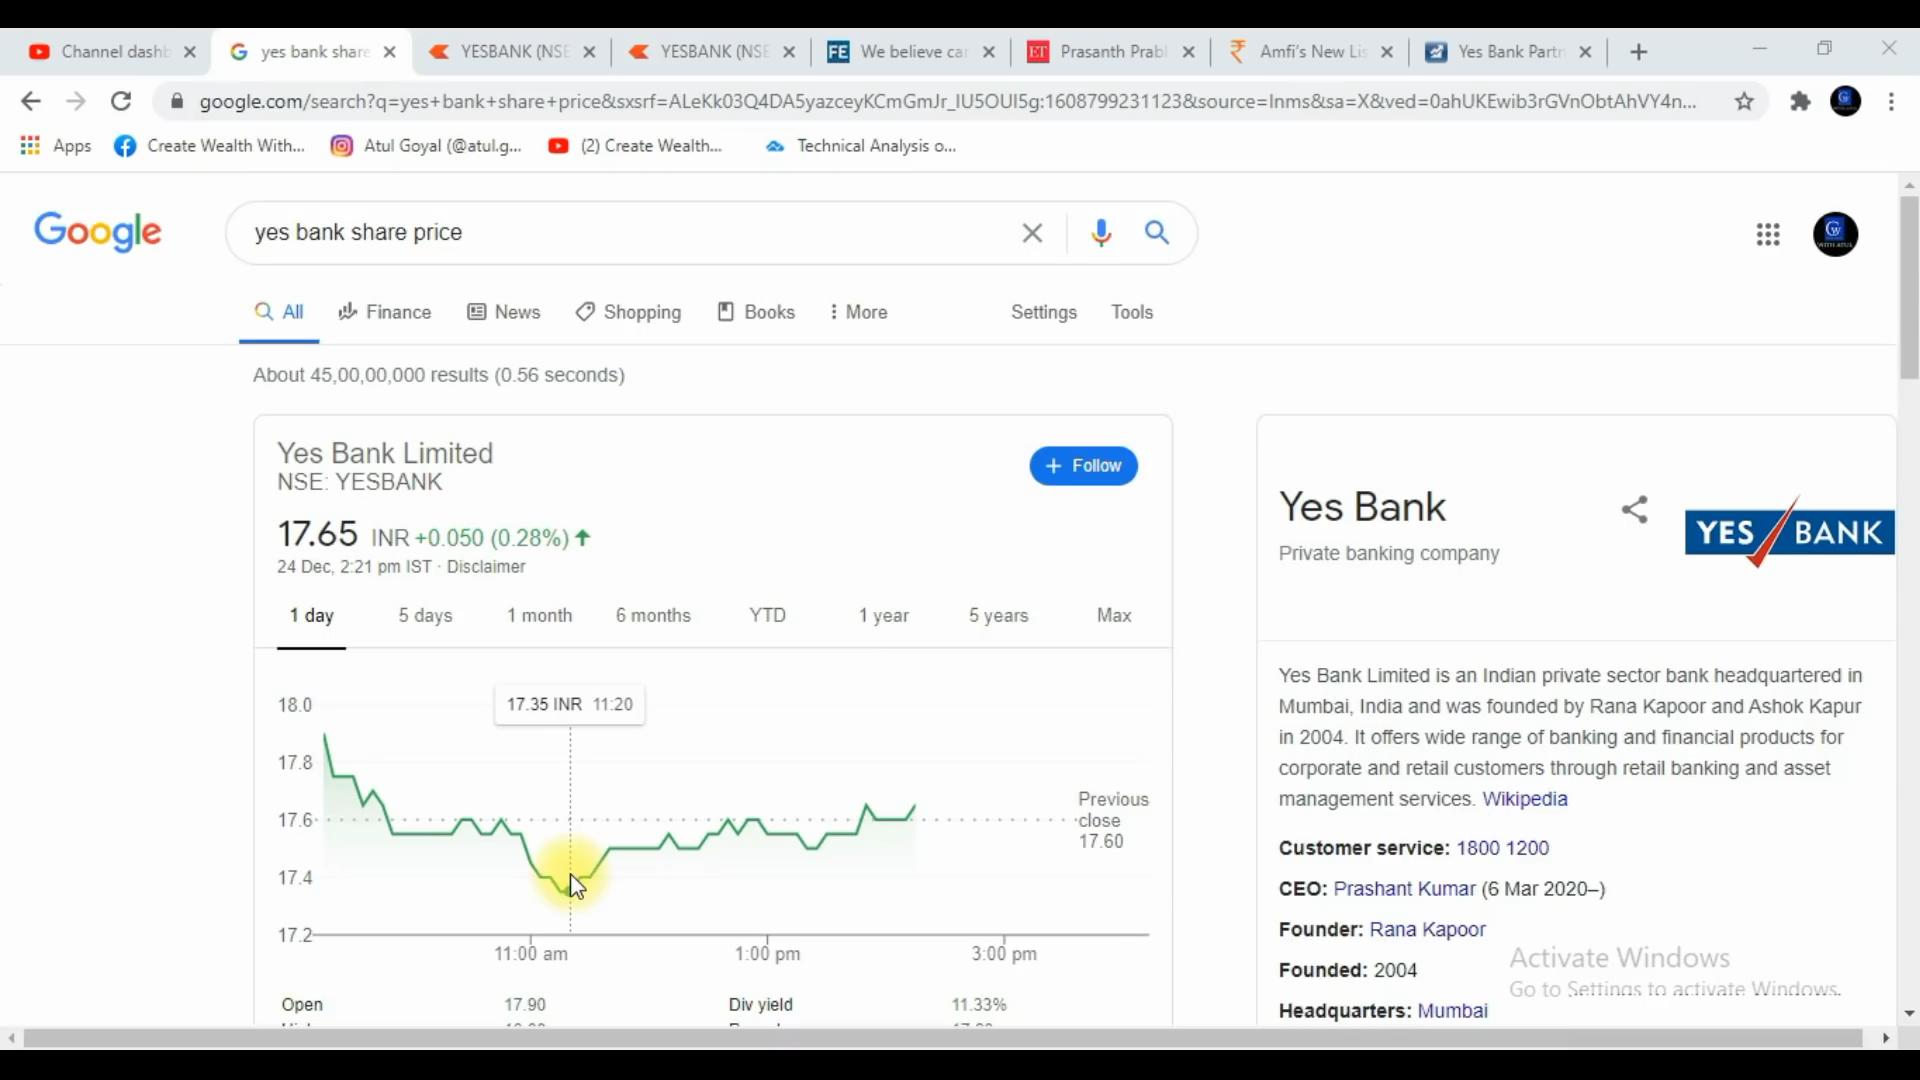 Channel dashb
yes bank share
YESBANK (NSE
YESBANK (NSE
FE We believe car
ET Prasanth Prabl
Amfi's New Lis
Yes Bank Partn
google.com/search?q=yes+bank+share+price&sxsrf=ALeKk03Q4DA5yazceyKCmGmJr_IU5OUI5g:1608799231123&source=lnms&sa=X&ved=0ahUKEwib3rGVnObtAhVY4n...
Apps
Create Wealth With...
Atul Goyal (@atul.g...
(2) Create Wealth...
Technical Analysis o...
Google
yes bank share price
All
Finance
News
Shopping
Books
More
Settings
Tools
About 45,00,00,000 results (0.56 seconds)
Yes Bank Limited
NSE: YESBANK
+ Follow
17.65 INR +0.050 (0.28%)
24 Dec, 2:21 pm IST · Disclaimer
1 day
5 days
1 month
6 months
YTD
1 year
5 years
Max
17.35 INR 11:20
18.0
17.8
17.6
17.4
17.2
Previous
close
17.60
11:00 am
1:00 pm
3:00 pm
Open 17.90
Div yield 11.33%
Yes Bank
Private banking company
YES BANK
Yes Bank Limited is an Indian private sector bank headquartered in
Mumbai, India and was founded by Rana Kapoor and Ashok Kapur
in 2004. It offers wide range of banking and financial products for
corporate and retail customers through retail banking and asset
management services. Wikipedia
Customer service: 1800 1200
CEO: Prashant Kumar (6 Mar 2020–)
Founder: Rana Kapoor
Founded: 2004
Headquarters: Mumbai
Activate Windows
Go to Settings to activate Windows.